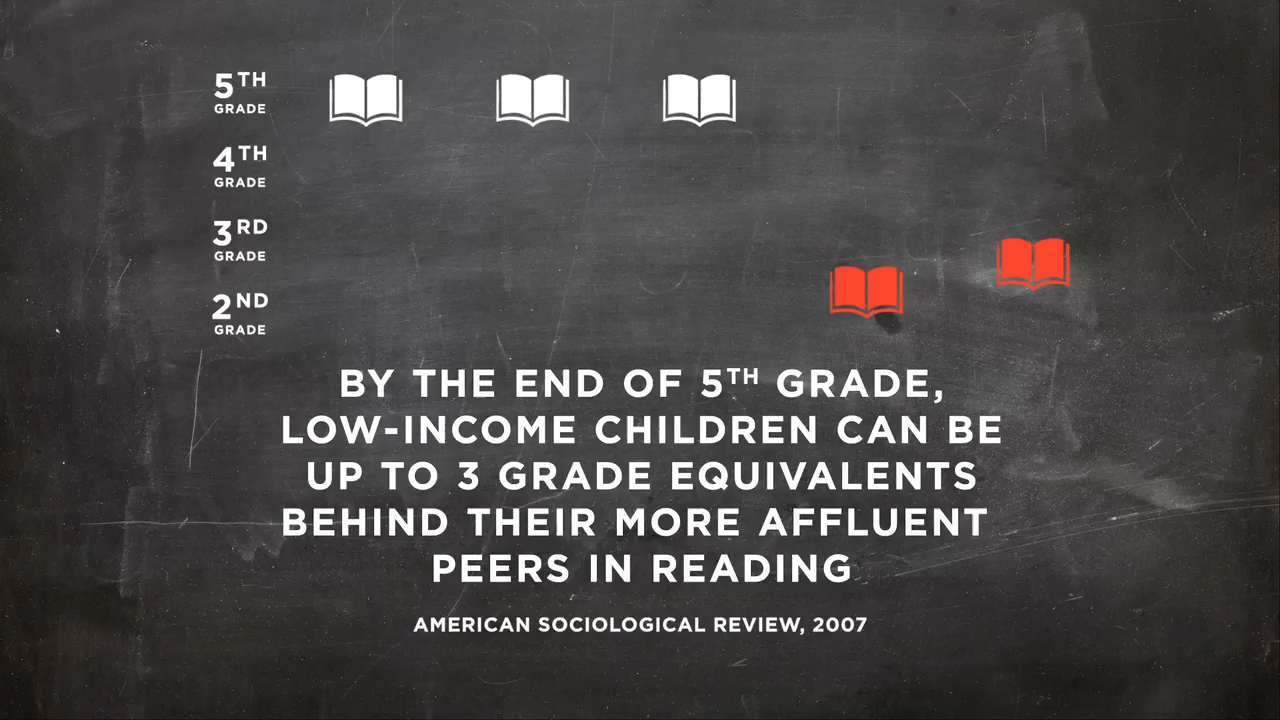 5TH
GRADE
4TH
GRADE
3RD
GRADE
2ND
GRADE
BY THE END OF 5TH GRADE,
LOW-INCOME CHILDREN CAN BE
UP TO 3 GRADE EQUIVALENTS
BEHIND THEIR MORE AFFLUENT
PEERS IN READING
AMERICAN SOCIOLOGICAL REVIEW, 2007